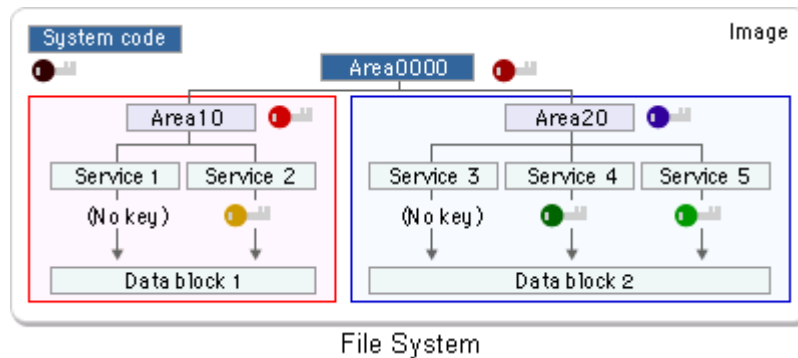 System code
Image
Area0000
Area10
Area20
Service 1
Service 2
Service 3
Service 4
Service 5
(No key)
(No key)
Data block 1
Data block 2
File System